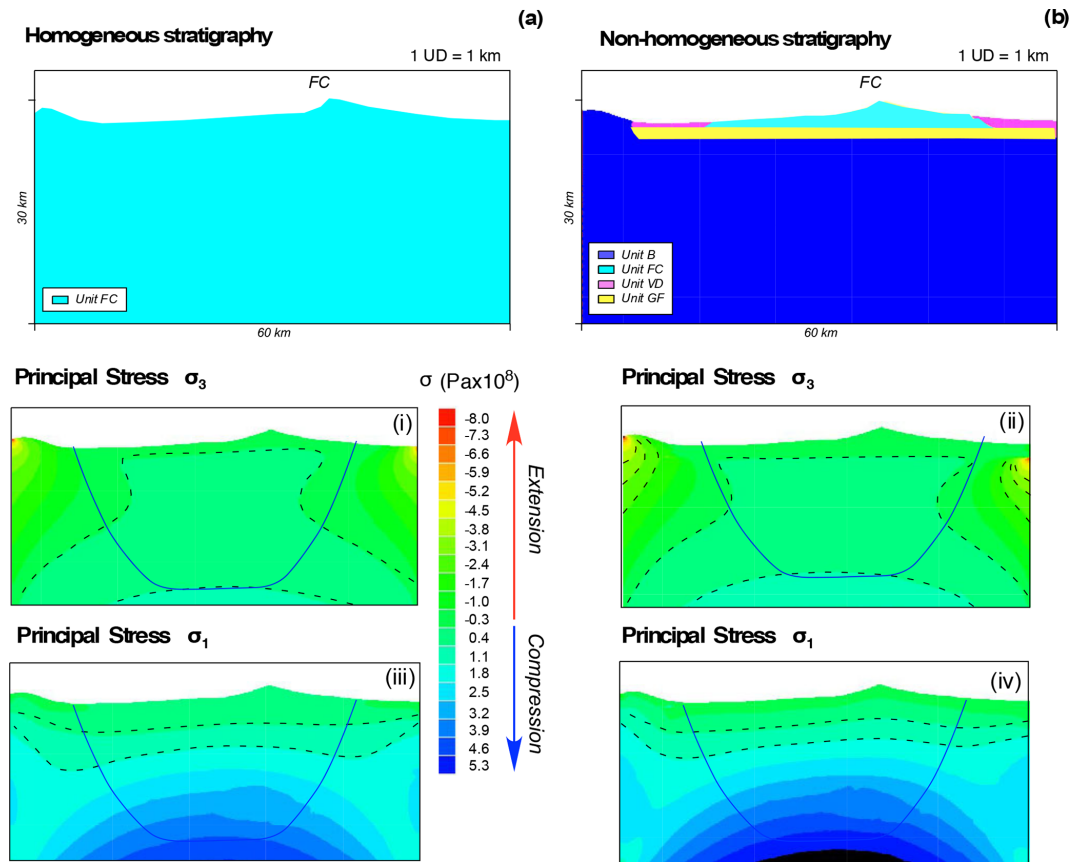 (a)
Homogeneous stratigraphy
1 UD = 1 km
FC
30 km
Unit FC
60 km
(b)
Non-homogeneous stratigraphy
1 UD = 1 km
FC
30 km
Unit B
Unit FC
Unit VD
Unit GF
60 km
Principal Stress σ3
(i)
σ (Pax10^8)
-8.0
-7.3
-6.6
-5.9
-5.2
-4.5
-3.8
-3.1
-2.4
-1.7
-1.0
-0.3
0.4
1.1
1.8
2.5
3.2
3.9
4.6
5.3
Extension
Compression
Principal Stress σ3
(ii)
Principal Stress σ1
(iii)
Principal Stress σ1
(iv)